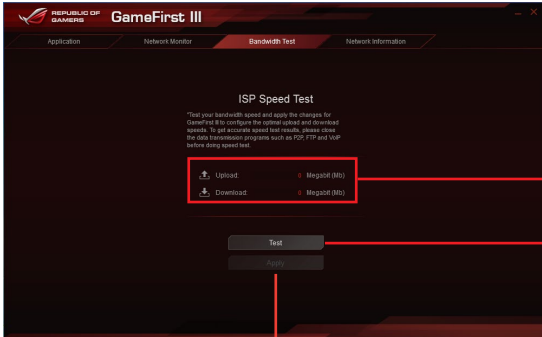 REPUBLIC OF
GAMERS
GameFirst III
Application Network Monitor Bandwidth Test Network Information
ISP Speed Test
*Test your bandwidth speed and apply the changes for
GameFirst III to configure the optimal upload and download
speeds. To get accurate speed test results, please close
the data transmission programs such as P2P, FTP and VoIP
before doing speed test.
Upload: 0 Megabit (Mb)
Download: 0 Megabit (Mb)
Test
Apply